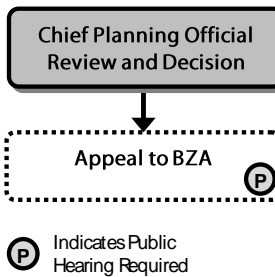 Chief Planning Official
Review and Decision
Appeal to BZA
P
P
Indicates Public
Hearing Required